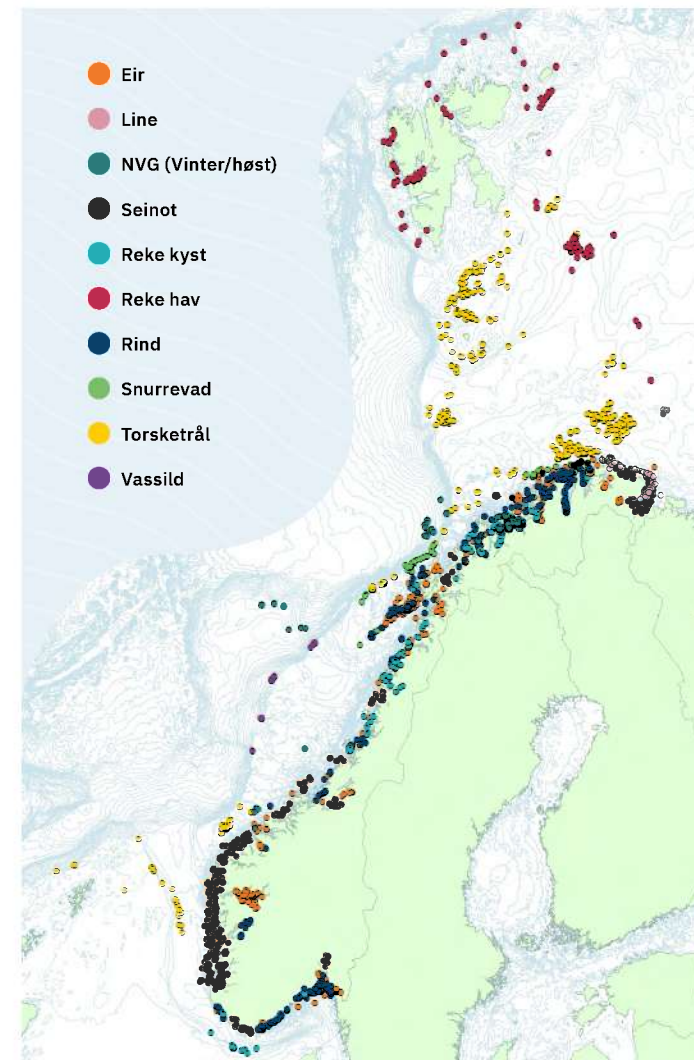 Eir
Line
NVG (Vinter/høst)
Seinot
Reke kyst
Reke hav
Rind
Snurrevad
Torsketrål
Vassild